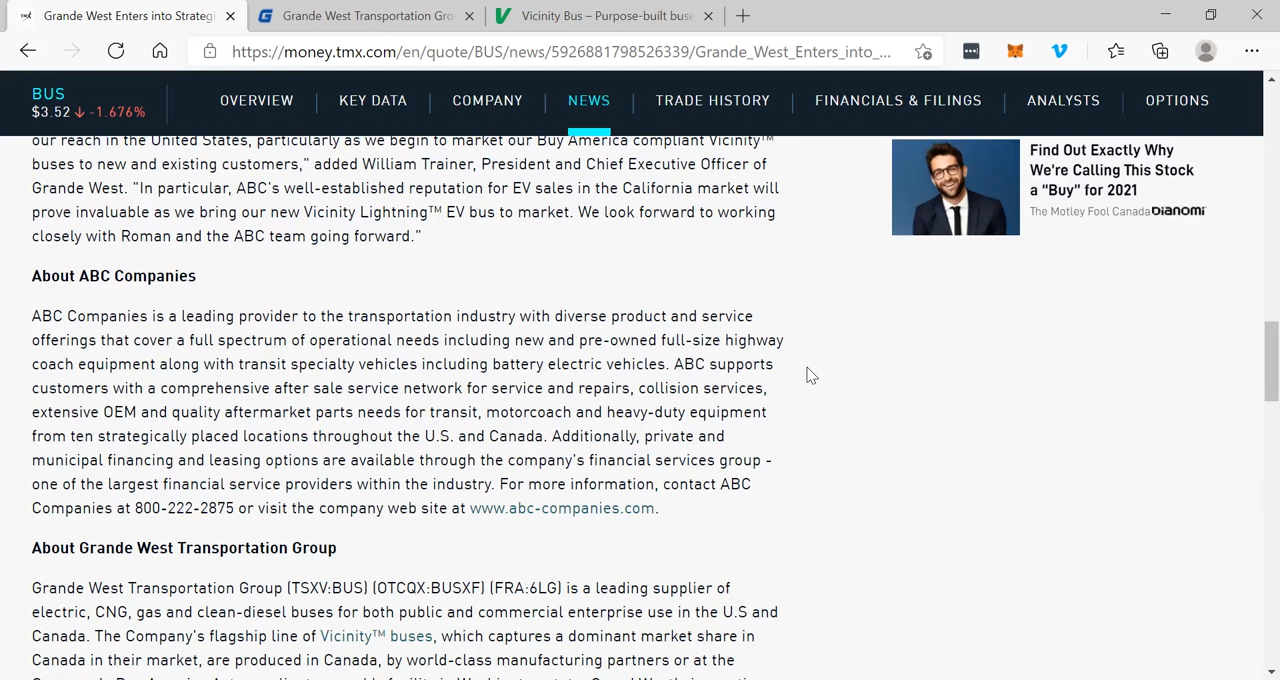 Grande West Enters into Strategi
Grande West Transportation Gro
Vicinity Bus – Purpose-built buse
https://money.tmx.com/en/quote/BUS/news/5926881798526339/Grande_West_Enters_into_...
BUS
$3.52 -1.676%
OVERVIEW
KEY DATA
COMPANY
NEWS
TRADE HISTORY
FINANCIALS & FILINGS
ANALYSTS
OPTIONS
our reach in the United States, particularly as we begin to market our Buy America compliant Vicinity™
buses to new and existing customers," added William Trainer, President and Chief Executive Officer of
Grande West. "In particular, ABC's well-established reputation for EV sales in the California market will
prove invaluable as we bring our new Vicinity Lightning™ EV bus to market. We look forward to working
closely with Roman and the ABC team going forward."
About ABC Companies
ABC Companies is a leading provider to the transportation industry with diverse product and service
offerings that cover a full spectrum of operational needs including new and pre-owned full-size highway
coach equipment along with transit specialty vehicles including battery electric vehicles. ABC supports
customers with a comprehensive after sale service network for service and repairs, collision services,
extensive OEM and quality aftermarket parts needs for transit, motorcoach and heavy-duty equipment
from ten strategically placed locations throughout the U.S. and Canada. Additionally, private and
municipal financing and leasing options are available through the company's financial services group -
one of the largest financial service providers within the industry. For more information, contact ABC
Companies at 800-222-2875 or visit the company web site at www.abc-companies.com.
About Grande West Transportation Group
Grande West Transportation Group (TSXV:BUS) (OTCQX:BUSXF) (FRA:6LG) is a leading supplier of
electric, CNG, gas and clean-diesel buses for both public and commercial enterprise use in the U.S and
Canada. The Company's flagship line of Vicinity™ buses, which captures a dominant market share in
Canada in their market, are produced in Canada, by world-class manufacturing partners or at the
Find Out Exactly Why
We're Calling This Stock
a "Buy" for 2021
The Motley Fool Canada DIANOMI